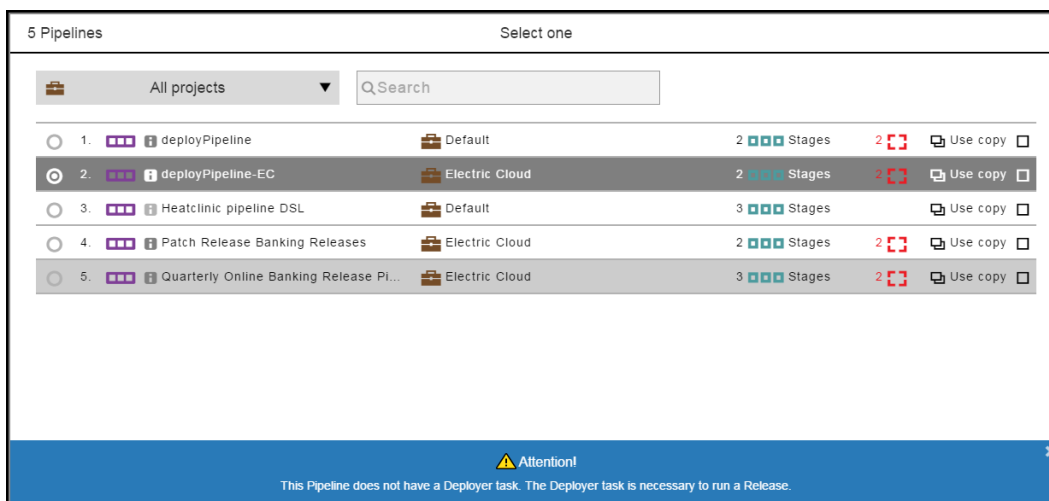 5 Pipelines Select one
All projects Search
1. deployPipeline Default 2 Stages 2 Use copy
2. deployPipeline-EC Electric Cloud 2 Stages 2 Use copy
3. Heatclinic pipeline DSL Default 3 Stages Use copy
4. Patch Release Banking Releases Electric Cloud 2 Stages 2 Use copy
5. Quarterly Online Banking Release Pi... Electric Cloud 3 Stages 2 Use copy
Attention!
This Pipeline does not have a Deployer task. The Deployer task is necessary to run a Release.